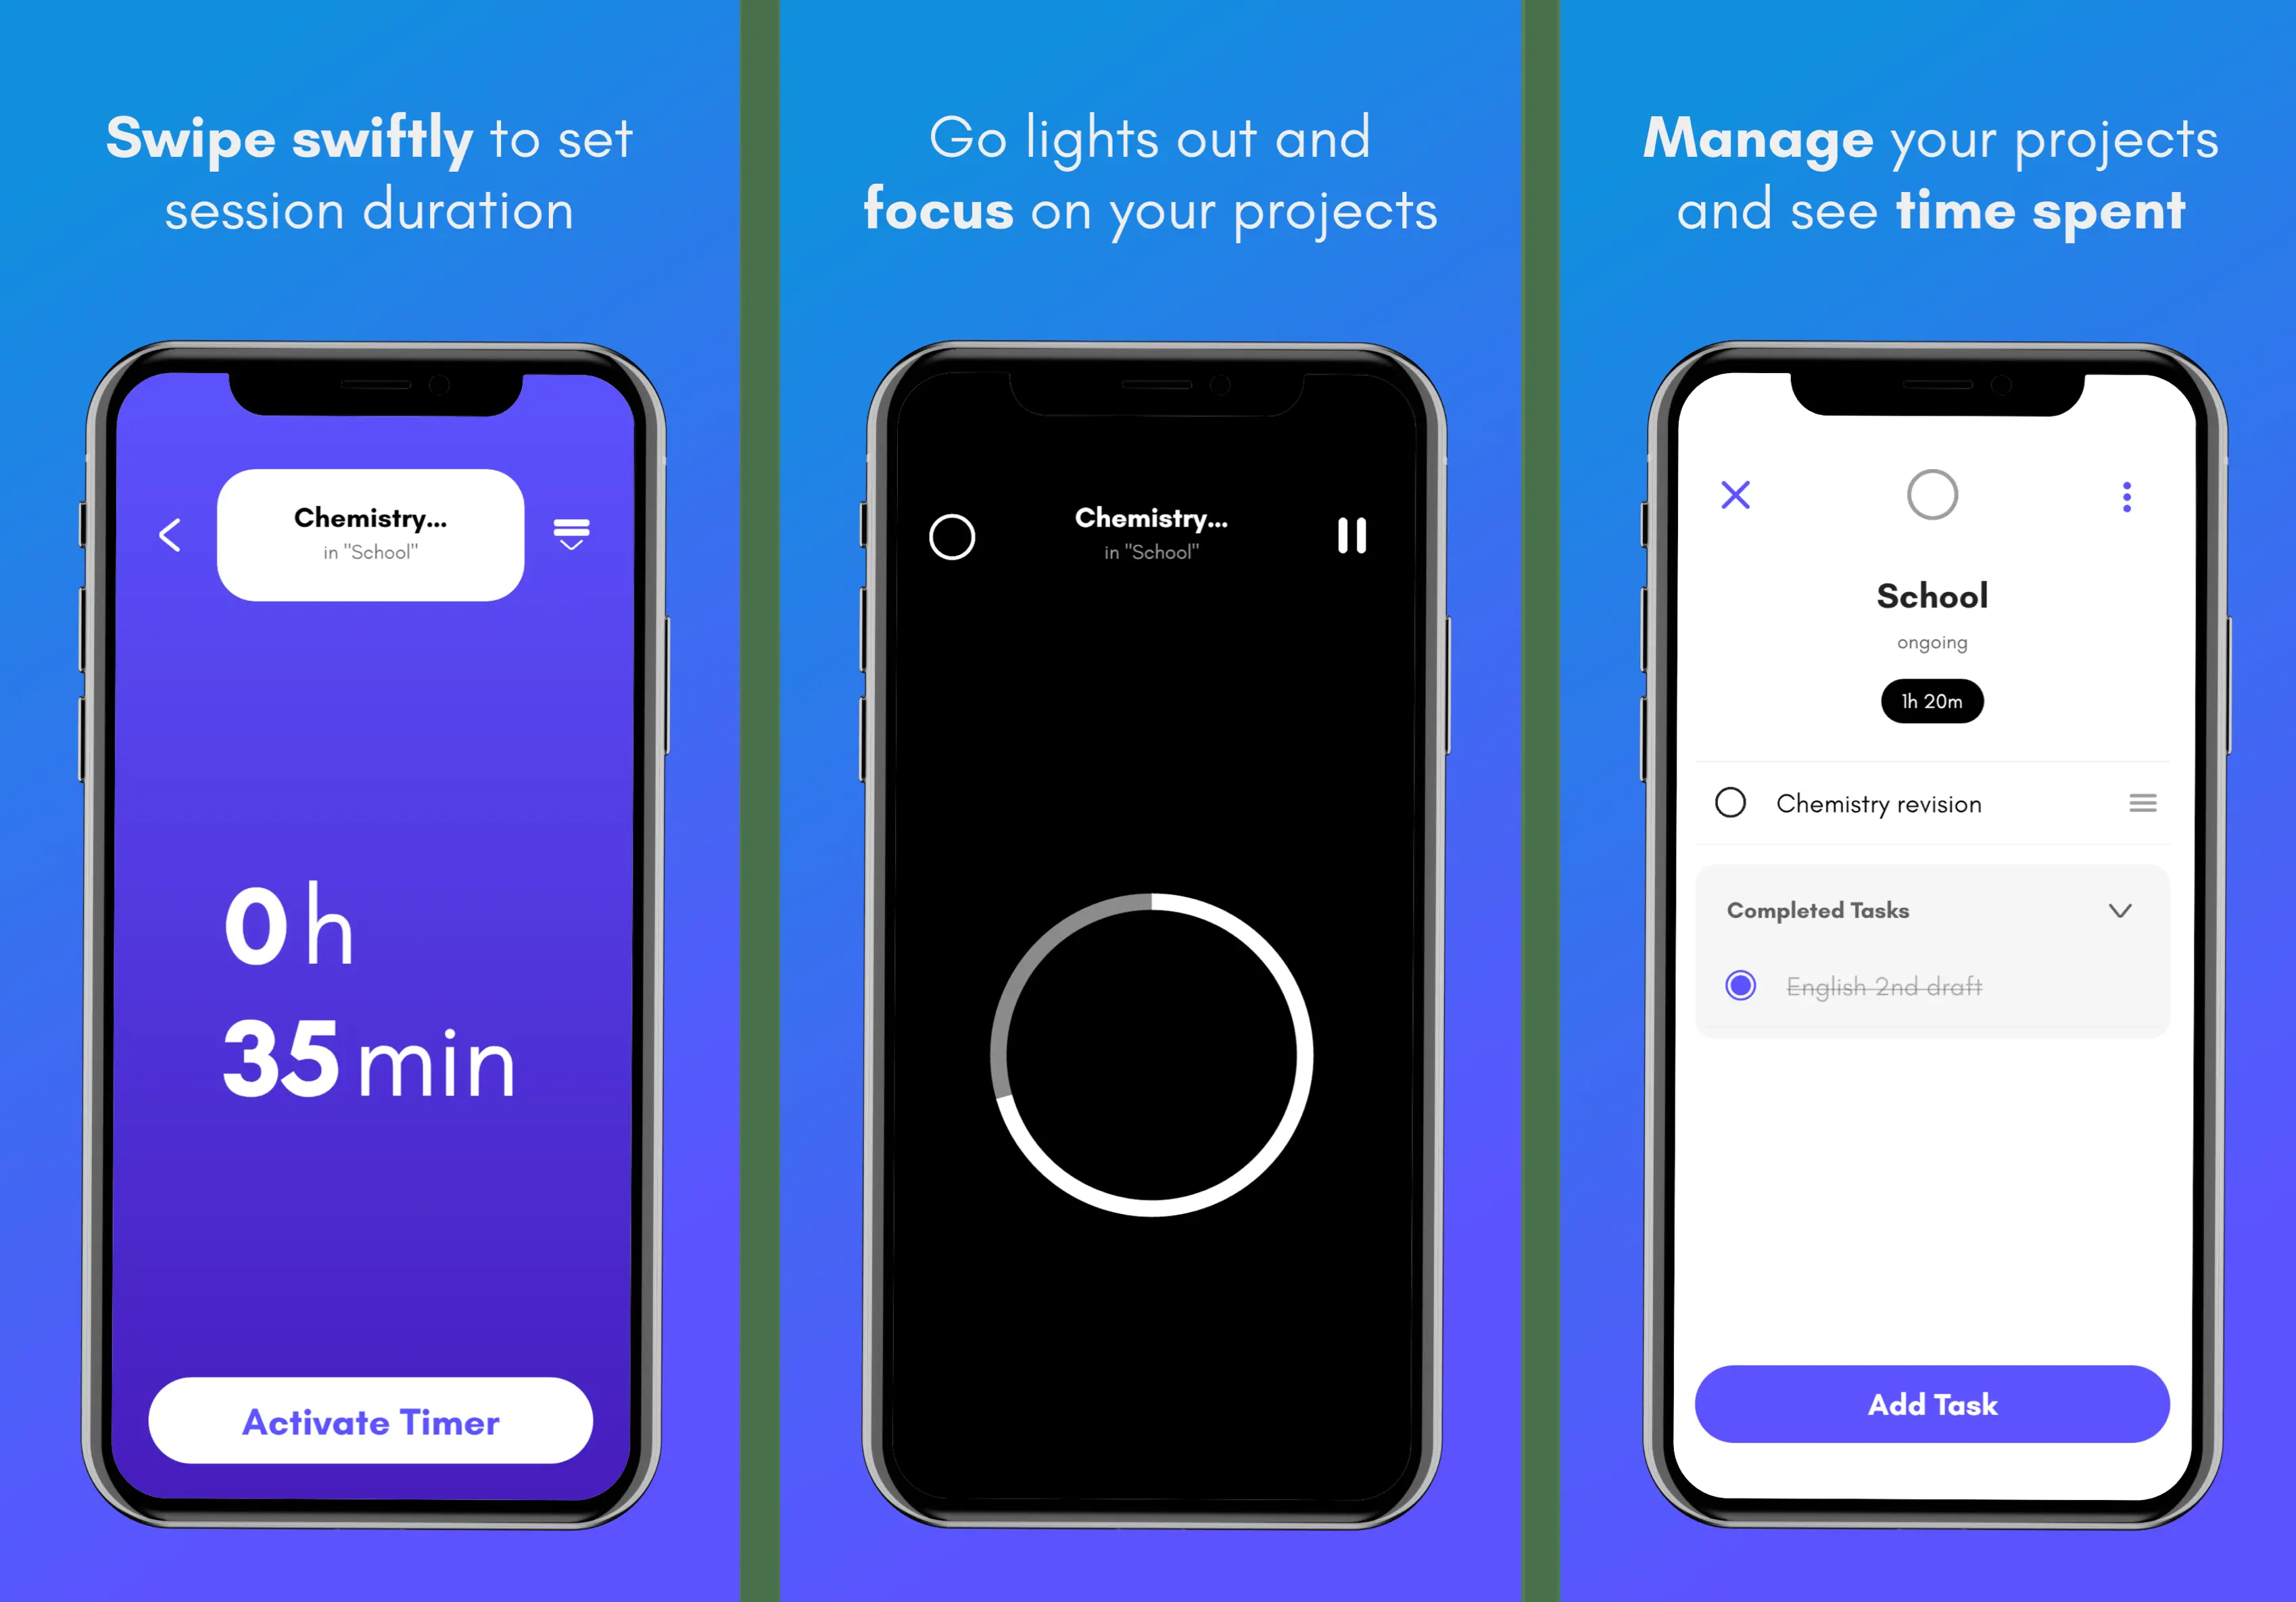 Swipe swiftly to set
session duration
Chemistry...
in "School"
0 h
35 min
Activate Timer
Go lights out and
focus on your projects
Chemistry...
in "School"
Manage your projects
and see time spent
School
ongoing
1h 20m
Chemistry revision
Completed Tasks
English 2nd draft
Add Task